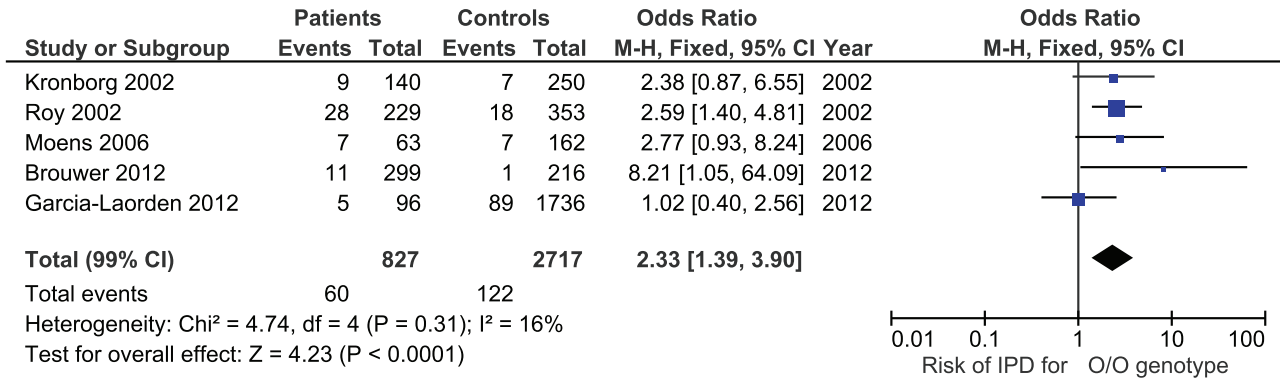 Patients Controls Odds Ratio Odds Ratio
Study or Subgroup Events Total Events Total M-H, Fixed, 95% CI Year M-H, Fixed, 95% CI
Kronborg 2002 9 140 7 250 2.38 [0.87, 6.55] 2002
Roy 2002 28 229 18 353 2.59 [1.40, 4.81] 2002
Moens 2006 7 63 7 162 2.77 [0.93, 8.24] 2006
Brouwer 2012 11 299 1 216 8.21 [1.05, 64.09] 2012
Garcia-Laorden 2012 5 96 89 1736 1.02 [0.40, 2.56] 2012
Total (99% CI) 827 2717 2.33 [1.39, 3.90]
Total events 60 122
Heterogeneity: Chi² = 4.74, df = 4 (P = 0.31); I² = 16%
Test for overall effect: Z = 4.23 (P < 0.0001)
0.01 0.1 1 10 100
Risk of IPD for O/O genotype